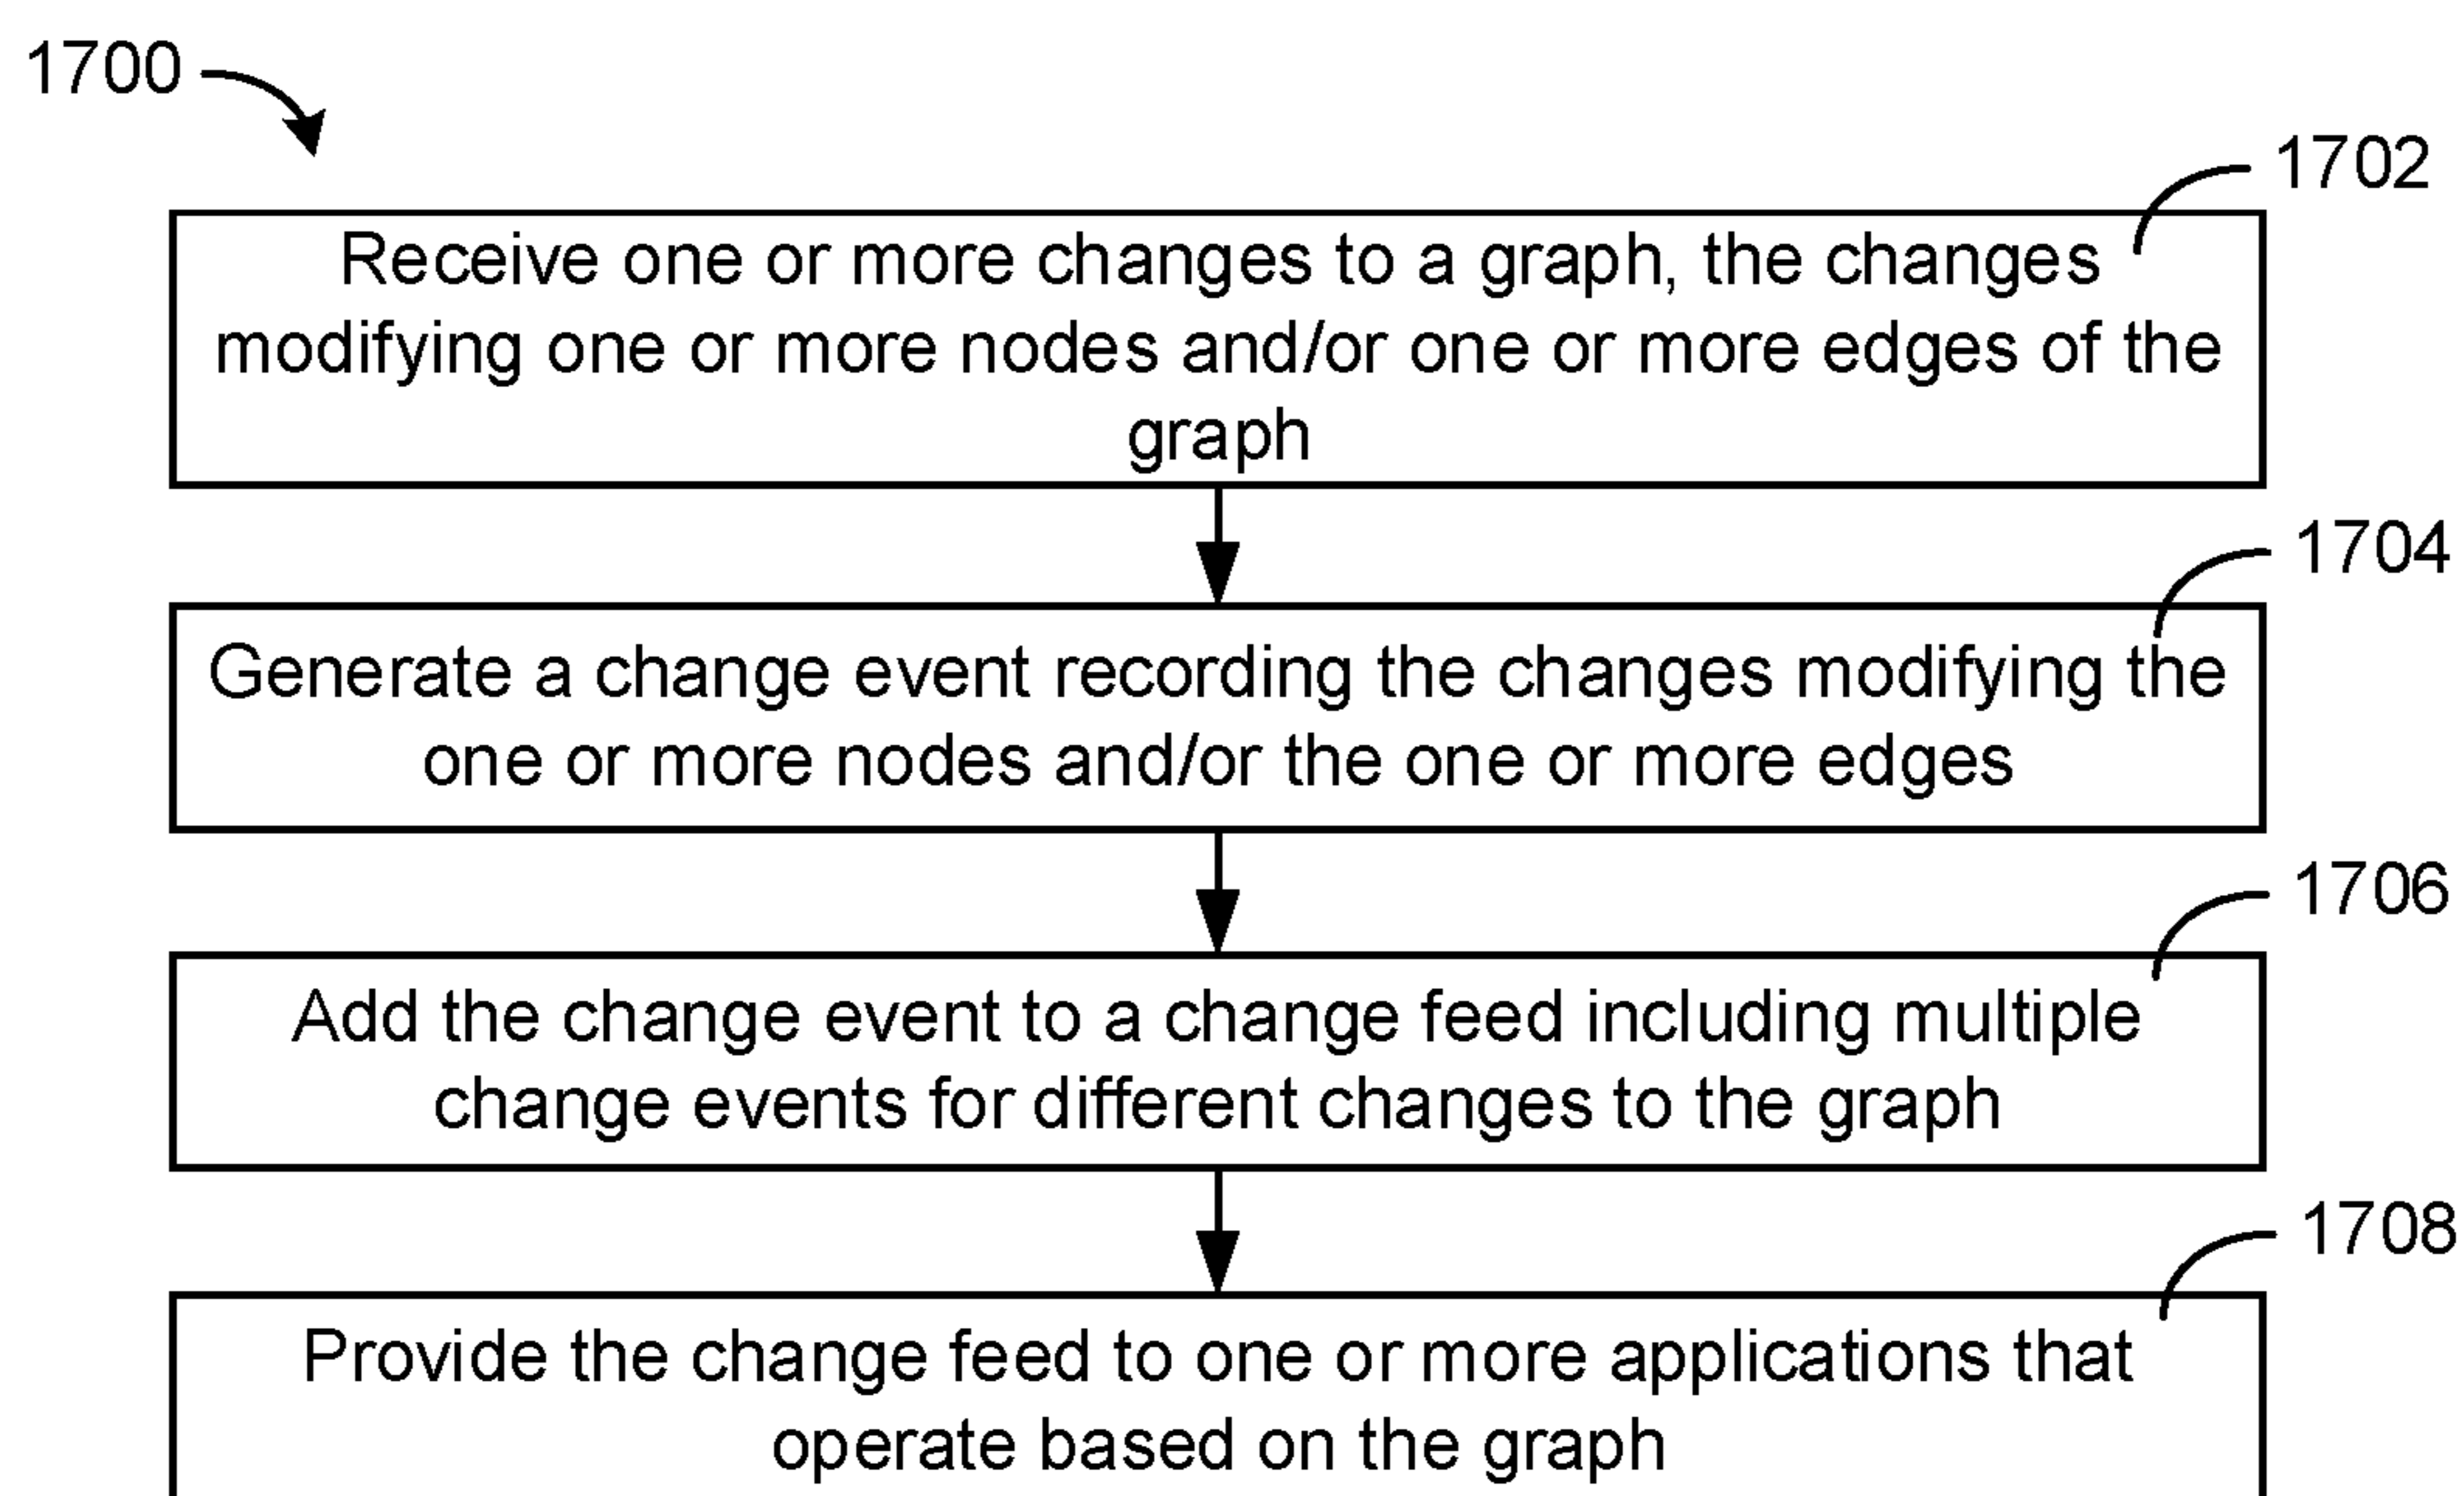 1700
1702
Receive one or more changes to a graph, the changes
modifying one or more nodes and/or one or more edges of the
graph
1704
Generate a change event recording the changes modifying the
one or more nodes and/or the one or more edges
1706
Add the change event to a change feed including multiple
change events for different changes to the graph
1708
Provide the change feed to one or more applications that
operate based on the graph